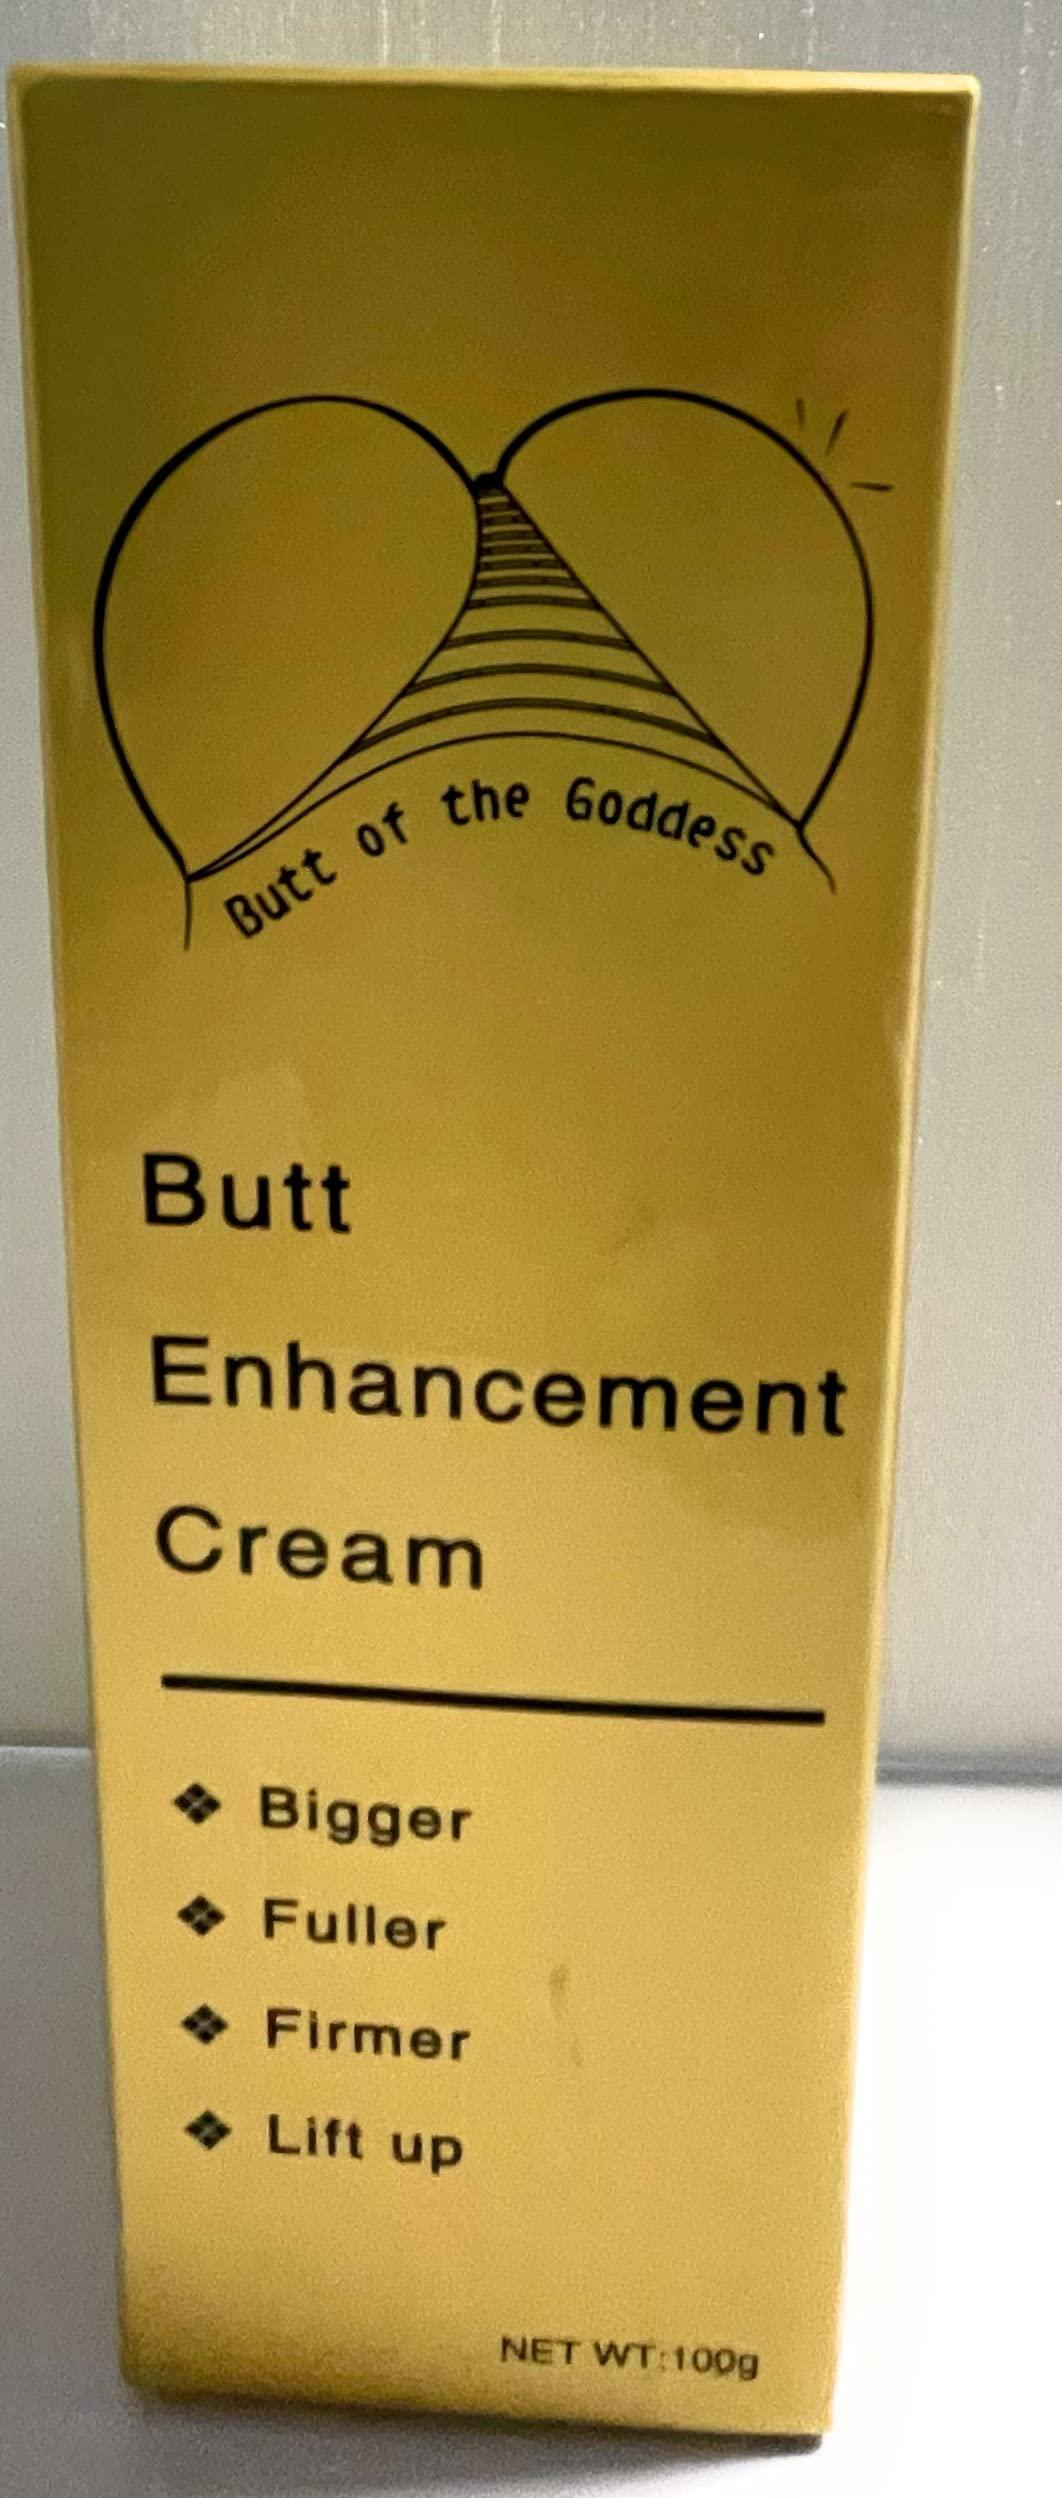 Butt of the Goddess
Butt
Enhancement
Cream
Bigger
Fuller
Firmer
Lift up
NET WT:100g